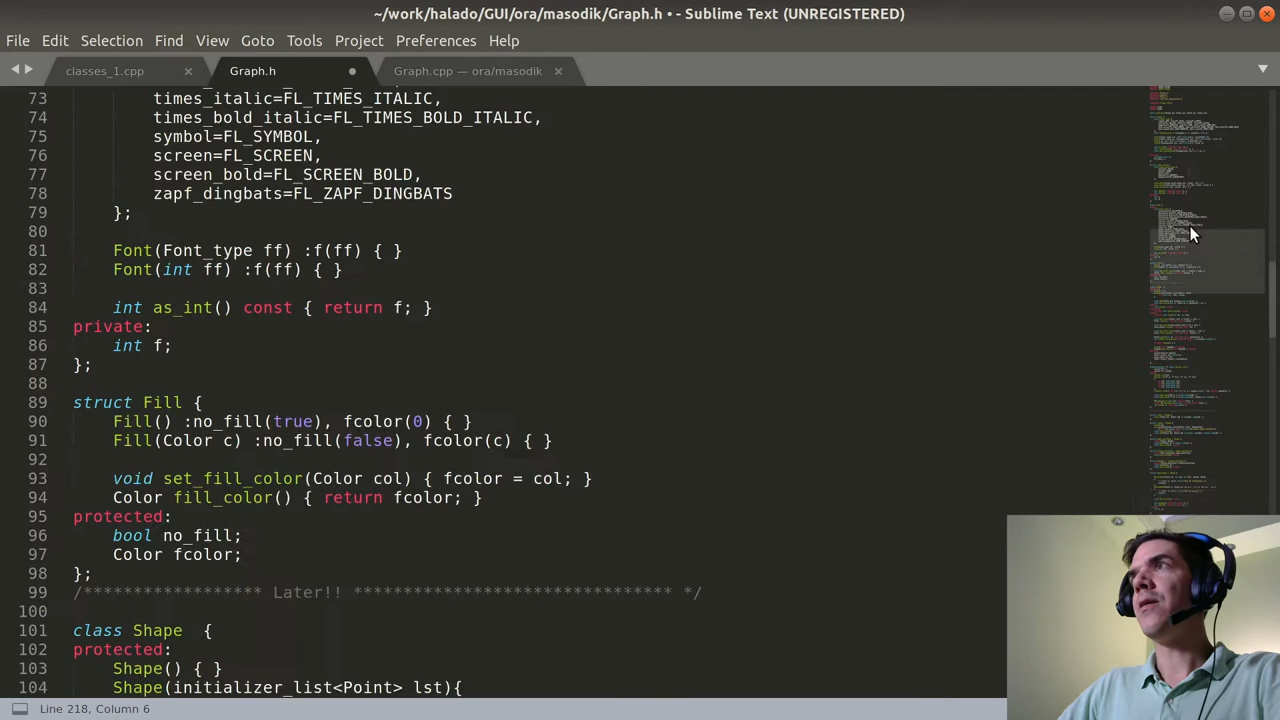 ~/work/halado/GUI/ora/masodik/Graph.h • - Sublime Text (UNREGISTERED)
File Edit Selection Find View Goto Tools Project Preferences Help
classes_1.cpp × Graph.h Graph.cpp — ora/masodik ×
73 times_italic=FL_TIMES_ITALIC,
74 times_bold_italic=FL_TIMES_BOLD_ITALIC,
75 symbol=FL_SYMBOL,
76 screen=FL_SCREEN,
77 screen_bold=FL_SCREEN_BOLD,
78 zapf_dingbats=FL_ZAPF_DINGBATS
79 };
80
81 Font(Font_type ff) :f(ff) { }
82 Font(int ff) :f(ff) { }
83
84 int as_int() const { return f; }
85 private:
86 int f;
87 };
88
89 struct Fill {
90 Fill() :no_fill(true), fcolor(0) { }
91 Fill(Color c) :no_fill(false), fcolor(c) { }
92
93 void set_fill_color(Color col) { fcolor = col; }
94 Color fill_color() { return fcolor; }
95 protected:
96 bool no_fill;
97 Color fcolor;
98 };
99 /****************** Later!! ******************************** */
100
101 class Shape  {
102 protected:
103 Shape() { }
104 Shape(initializer_list<Point> lst){
Line 218, Column 6